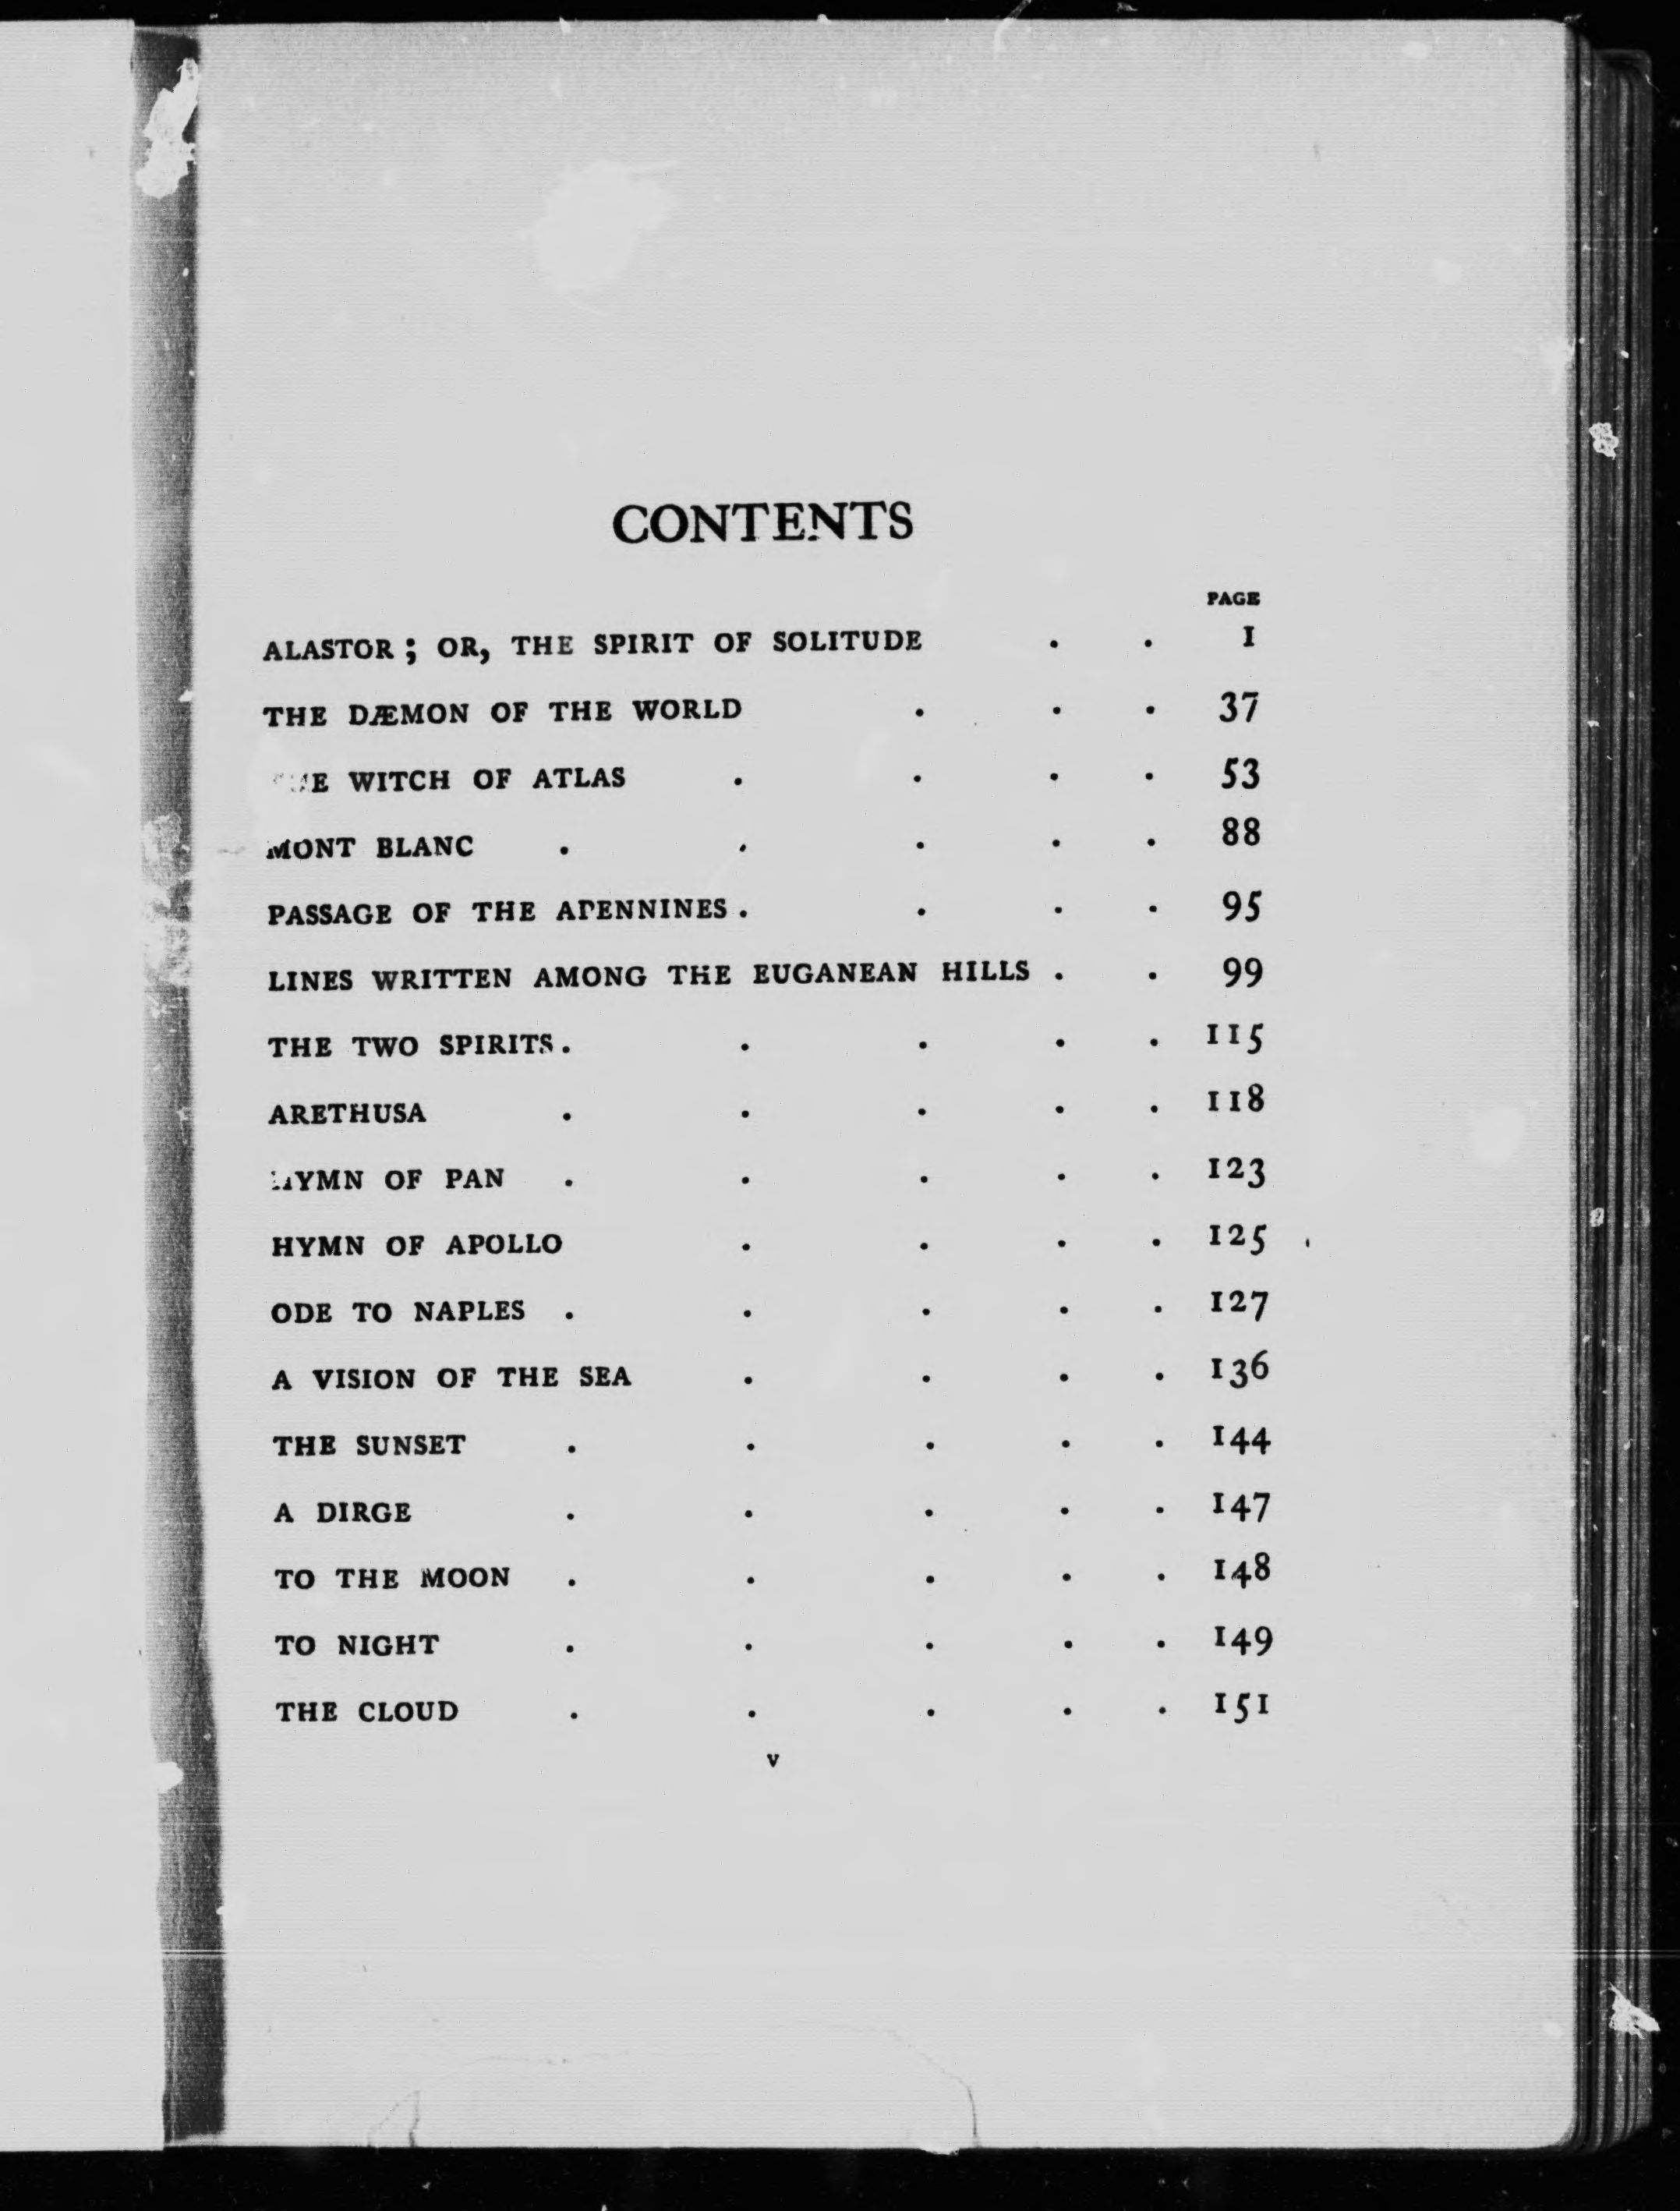 CONTENTS
PAGE
ALASTOR ; OR, THE SPIRIT OF SOLITUDE . . 1
THE DÆMON OF THE WORLD . . . 37
THE WITCH OF ATLAS . . . . 53
MONT BLANC . . . . . 88
PASSAGE OF THE APENNINES . . . . 95
LINES WRITTEN AMONG THE EUGANEAN HILLS . . 99
THE TWO SPIRITS . . . . . 115
ARETHUSA . . . . . 118
HYMN OF PAN . . . . . 123
HYMN OF APOLLO . . . . 125
ODE TO NAPLES . . . . . 127
A VISION OF THE SEA . . . . 136
THE SUNSET . . . . . 144
A DIRGE . . . . . 147
TO THE MOON . . . . . 148
TO NIGHT . . . . . 149
THE CLOUD . . . . . 151
v